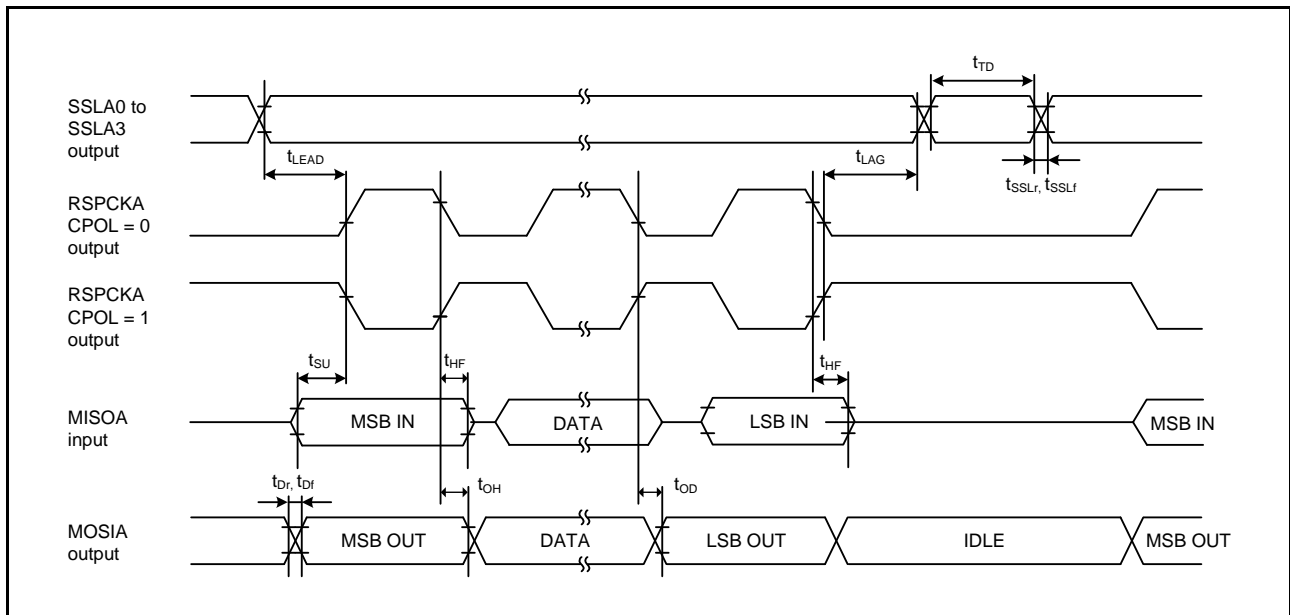 tTD
SSLA0 to
SSLA3
output
tLEAD
tLAG
tSSLr, tSSLf
RSPCKA
CPOL = 0
output
RSPCKA
CPOL = 1
output
tSU
tHF
tHF
MISOA
input
MSB IN
DATA
LSB IN
MSB IN
tDr, tDf
tOH
tOD
MOSIA
output
MSB OUT
DATA
LSB OUT
IDLE
MSB OUT